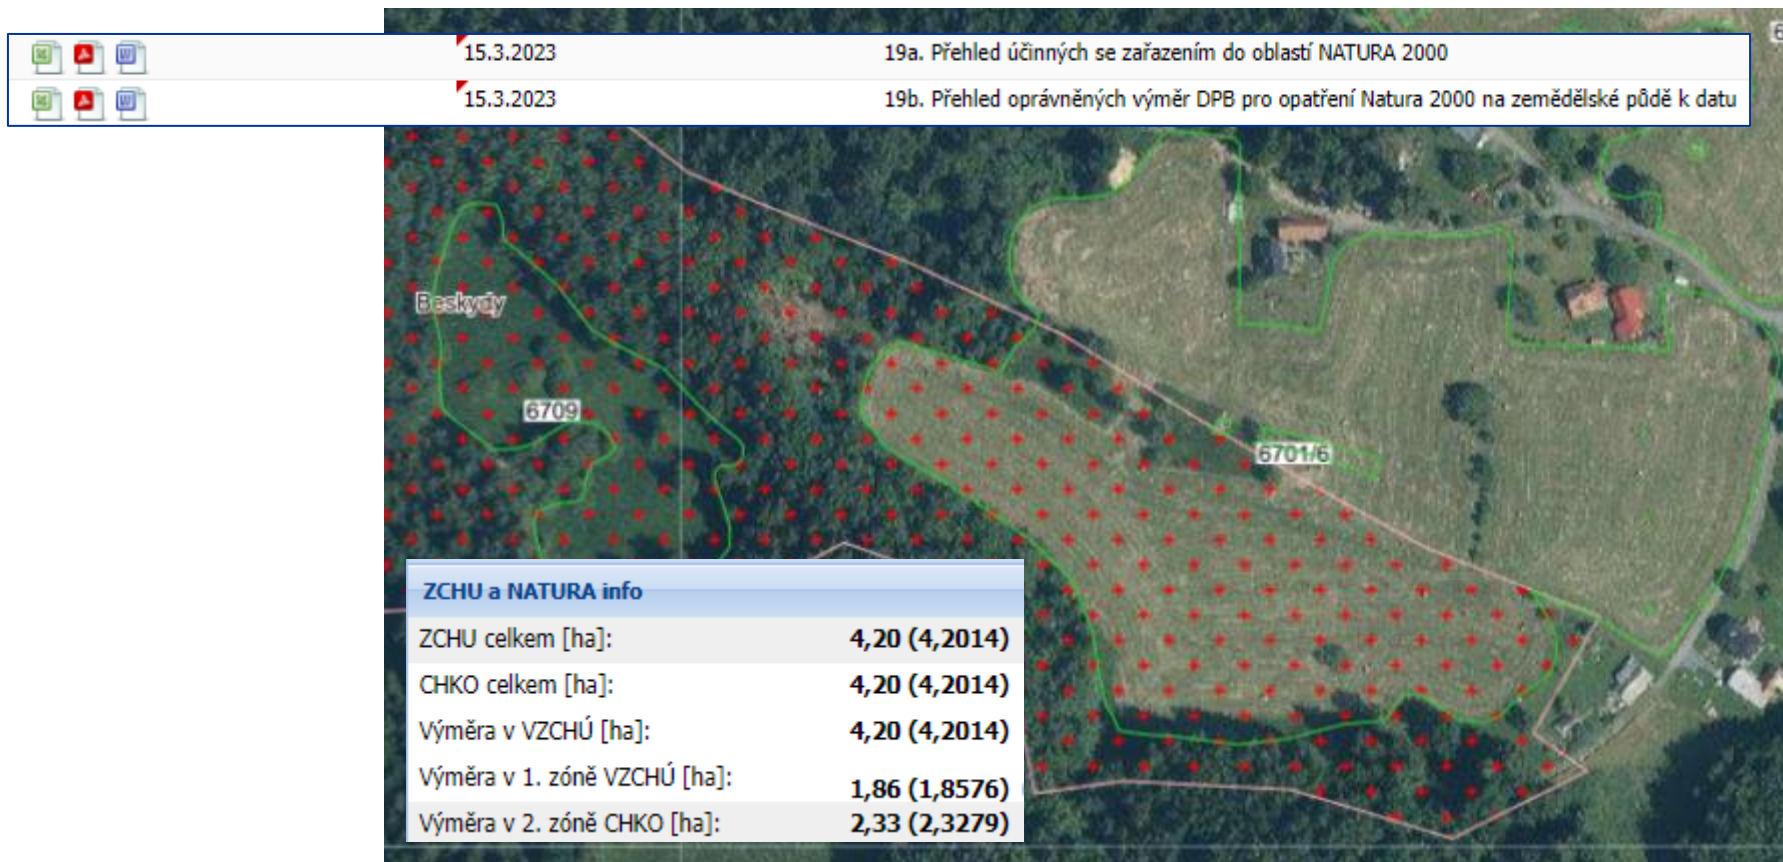 15.3.2023 19a. Přehled účinných se zařazením do oblastí NATURA 2000
15.3.2023 19b. Přehled oprávněných výměr DPB pro opatření Natura 2000 na zemědělské půdě k datu
Beskydy
6709
6701/6
ZCHU a NATURA info
ZCHU celkem [ha]: 4,20 (4,2014)
CHKO celkem [ha]: 4,20 (4,2014)
Výměra v VZCHÚ [ha]: 4,20 (4,2014)
Výměra v 1. zóně VZCHÚ [ha]: 1,86 (1,8576)
Výměra v 2. zóně CHKO [ha]: 2,33 (2,3279)